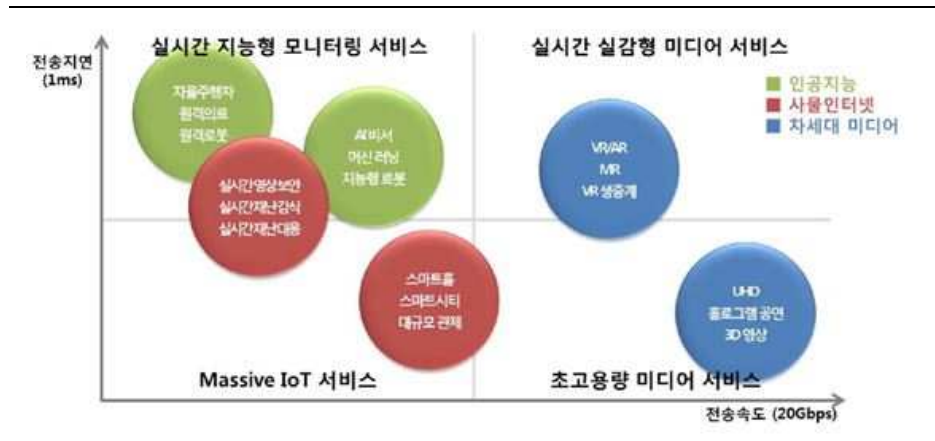 실시간 지능형 모니터링 서비스
실시간 실감형 미디어 서비스
전송지연
(1ms)
인공지능
사물인터넷
차세대 미디어
자율주행자
원격의료
원격로봇
AI비서
머신 러닝
지능형 로봇
실시간영상보안
실시간재난감식
실시간재난대응
VR/AR
MR
VR 생중계
스마트홈
스마트시티
대규모 관제
UHD
홀로그램 공연
3D 영상
Massive IoT 서비스
초고용량 미디어 서비스
전송속도 (20Gbps)